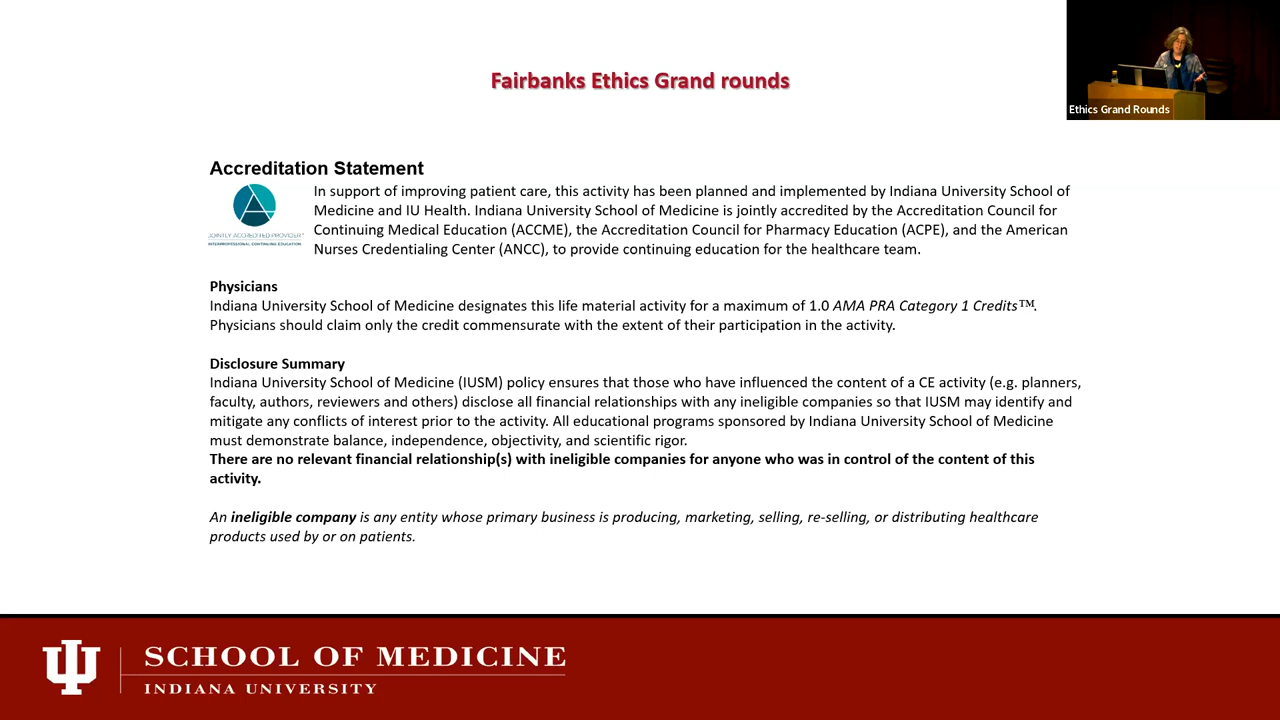 Fairbanks Ethics Grand rounds
Ethics Grand Rounds
Accreditation Statement
JOINTLY ACCREDITED PROVIDER™
INTERPROFESSIONAL CONTINUING EDUCATION
In support of improving patient care, this activity has been planned and implemented by Indiana University School of
Medicine and IU Health. Indiana University School of Medicine is jointly accredited by the Accreditation Council for
Continuing Medical Education (ACCME), the Accreditation Council for Pharmacy Education (ACPE), and the American
Nurses Credentialing Center (ANCC), to provide continuing education for the healthcare team.
Physicians
Indiana University School of Medicine designates this life material activity for a maximum of 1.0 AMA PRA Category 1 Credits™.
Physicians should claim only the credit commensurate with the extent of their participation in the activity.
Disclosure Summary
Indiana University School of Medicine (IUSM) policy ensures that those who have influenced the content of a CE activity (e.g. planners,
faculty, authors, reviewers and others) disclose all financial relationships with any ineligible companies so that IUSM may identify and
mitigate any conflicts of interest prior to the activity. All educational programs sponsored by Indiana University School of Medicine
must demonstrate balance, independence, objectivity, and scientific rigor.
There are no relevant financial relationship(s) with ineligible companies for anyone who was in control of the content of this
activity.
An ineligible company is any entity whose primary business is producing, marketing, selling, re-selling, or distributing healthcare
products used by or on patients.
SCHOOL OF MEDICINE
INDIANA UNIVERSITY